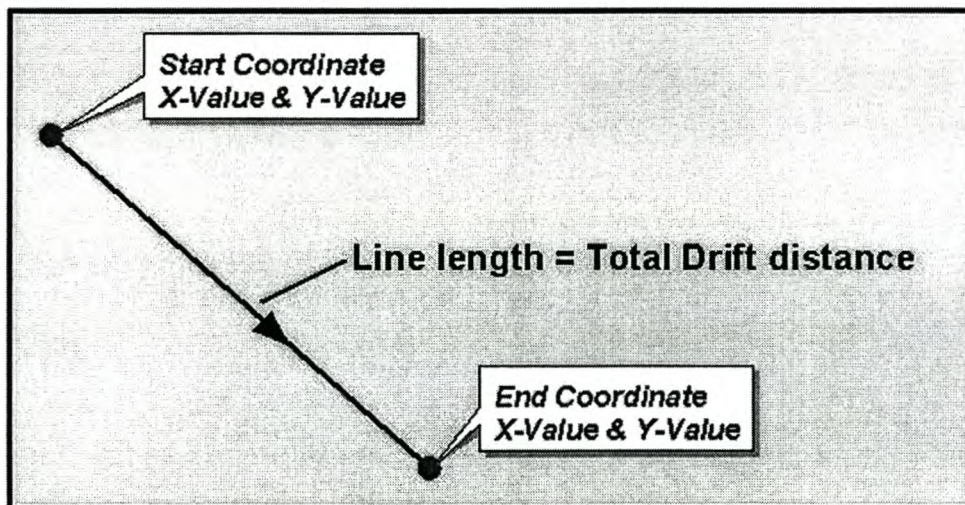 Start Coordinate
X-Value & Y-Value
Line length = Total Drift distance
End Coordinate
X-Value & Y-Value